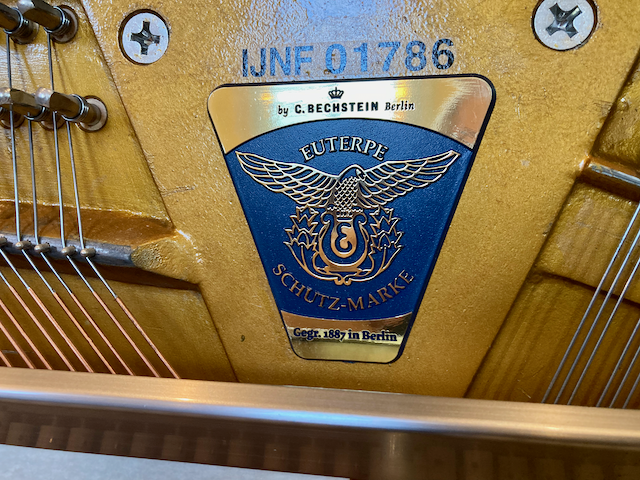 IJNF 01786
by C. BECHSTEIN Berlin
EUTERPE
E
SCHUTZ-MARKE
Gegr. 1887 in Berlin